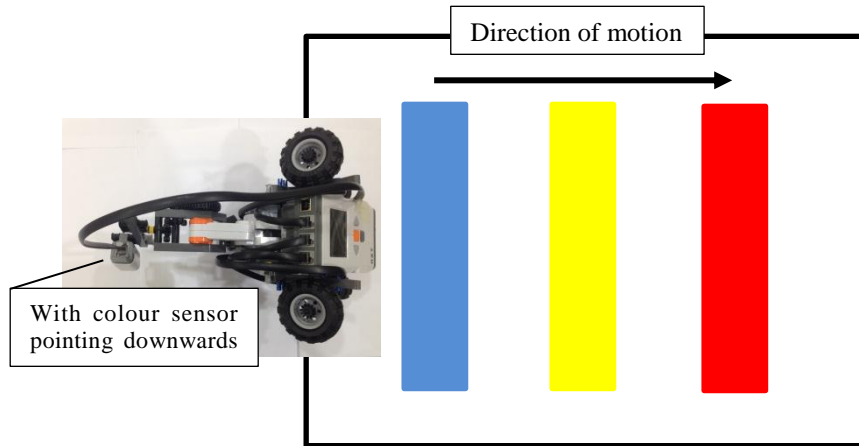 Direction of motion
With colour sensor
pointing downwards